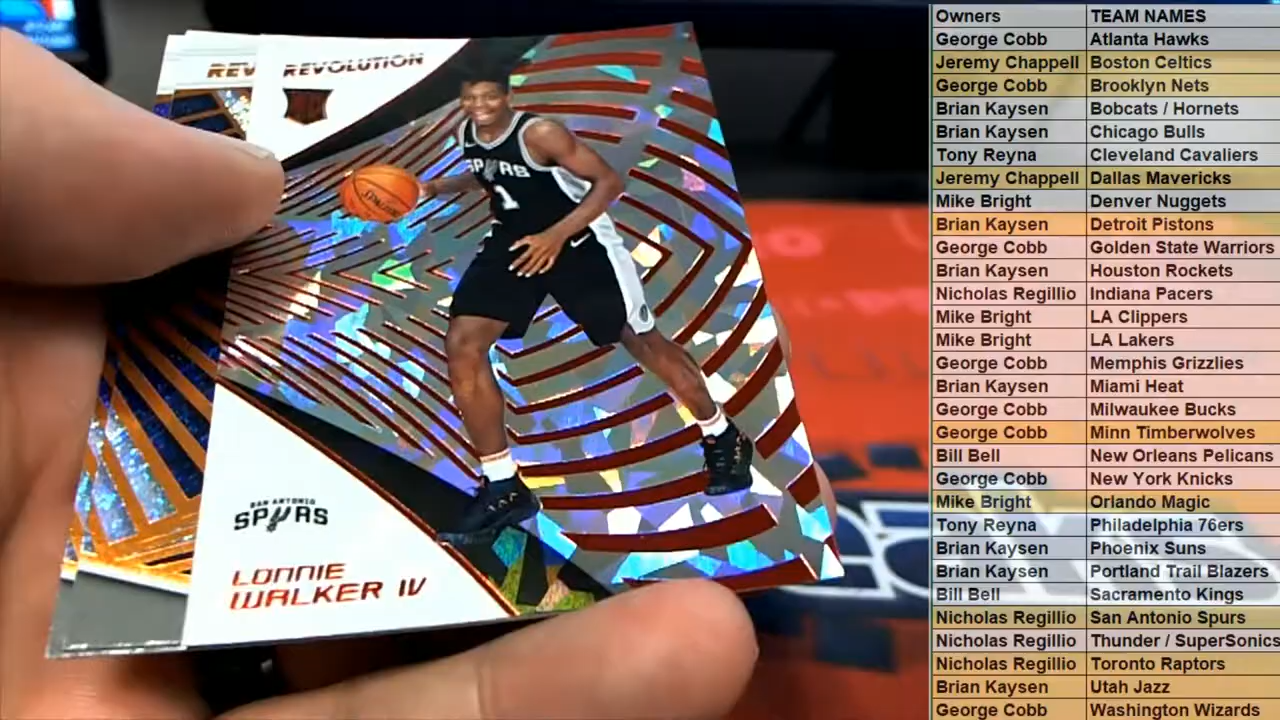 REV
REVOLUTION
SPURS
1
SPALDING
SAN ANTONIO
SPURS
LONNIE
WALKER IV
Owners TEAM NAMES
George Cobb Atlanta Hawks
Jeremy Chappell Boston Celtics
George Cobb Brooklyn Nets
Brian Kaysen Bobcats / Hornets
Brian Kaysen Chicago Bulls
Tony Reyna Cleveland Cavaliers
Jeremy Chappell Dallas Mavericks
Mike Bright Denver Nuggets
Brian Kaysen Detroit Pistons
George Cobb Golden State Warriors
Brian Kaysen Houston Rockets
Nicholas Regillio Indiana Pacers
Mike Bright LA Clippers
Mike Bright LA Lakers
George Cobb Memphis Grizzlies
Brian Kaysen Miami Heat
George Cobb Milwaukee Bucks
George Cobb Minn Timberwolves
Bill Bell New Orleans Pelicans
George Cobb New York Knicks
Mike Bright Orlando Magic
Tony Reyna Philadelphia 76ers
Brian Kaysen Phoenix Suns
Brian Kaysen Portland Trail Blazers
Bill Bell Sacramento Kings
Nicholas Regillio San Antonio Spurs
Nicholas Regillio Thunder / SuperSonics
Nicholas Regillio Toronto Raptors
Brian Kaysen Utah Jazz
George Cobb Washington Wizards